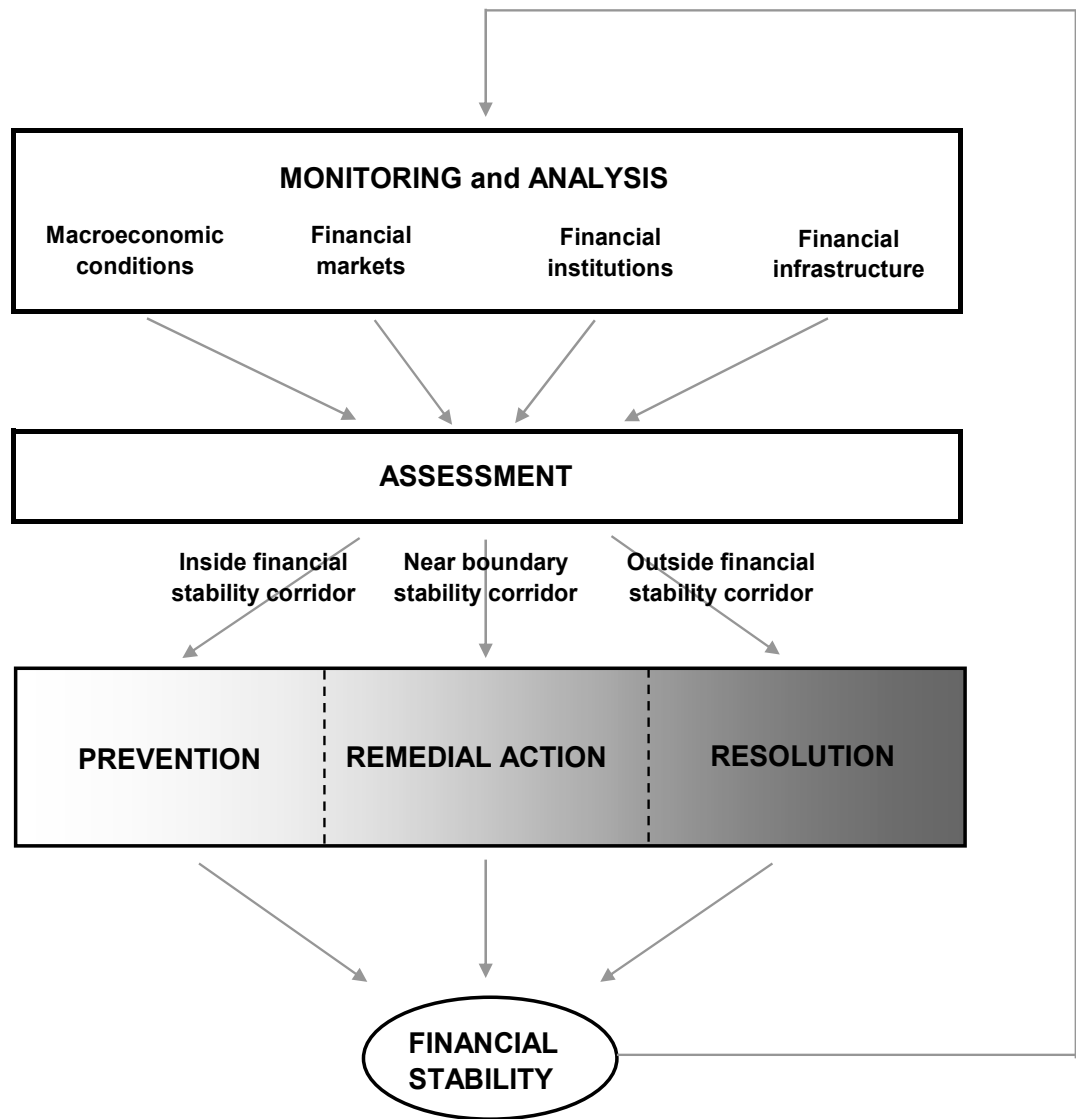 MONITORING and ANALYSIS
Macroeconomic
conditions
Financial
markets
Financial
institutions
Financial
infrastructure
ASSESSMENT
Inside financial
stability corridor
Near boundary
stability corridor
Outside financial
stability corridor
PREVENTION
REMEDIAL ACTION
RESOLUTION
FINANCIAL
STABILITY